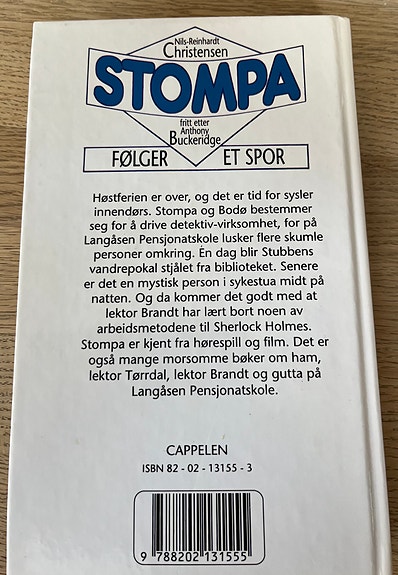 Nils-Reinhardt
Christensen
STOMPA
fritt etter
Anthony
Buckeridge
FØLGER ET SPOR
Høstferien er over, og det er tid for sysler
innendørs. Stompa og Bodø bestemmer
seg for å drive detektiv-virksomhet, for på
Langåsen Pensjonatskole lusker flere skumle
personer omkring. Èn dag blir Stubbens
vandrepokal stjålet fra biblioteket. Senere
er det en mystisk person i sykestua midt på
natten. Og da kommer det godt med at
lektor Brandt har lært bort noen av
arbeidsmetodene til Sherlock Holmes.
Stompa er kjent fra hørespill og film. Det er
også mange morsomme bøker om ham,
lektor Tørrdal, lektor Brandt og gutta på
Langåsen Pensjonatskole.
CAPPELEN
ISBN 82 - 02 - 13155 - 3
9 788202 131555